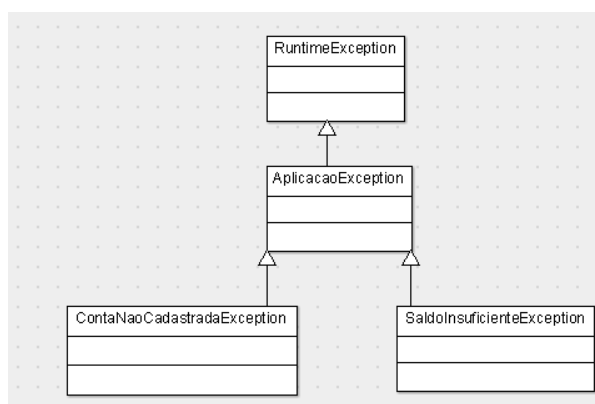 RuntimeException
AplicacaoException
ContaNaoCadastradaException
SaldoInsuficienteException